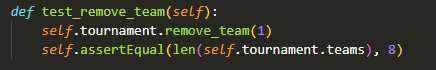 def test_remove_team(self):
    self.tournament.remove_team(1)
    self.assertEqual(len(self.tournament.teams), 8)